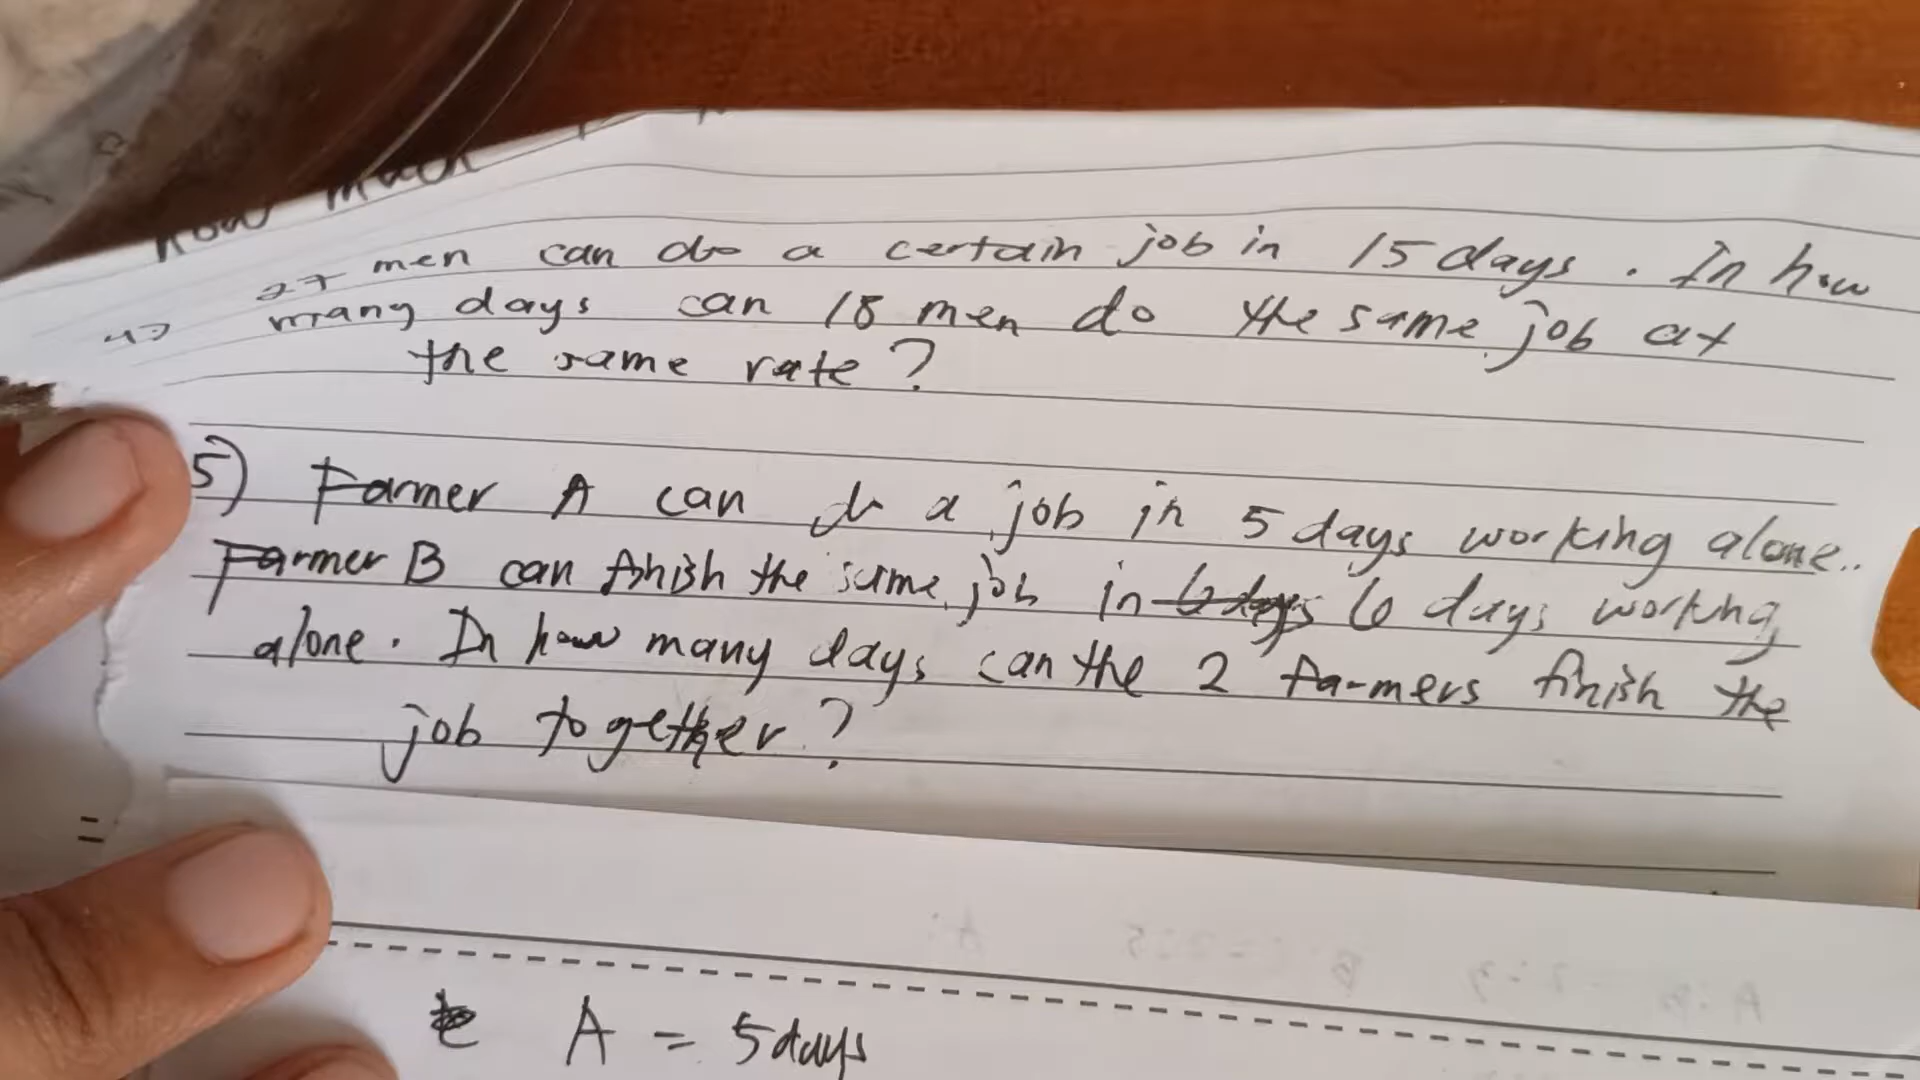 how much
27 men can do a certain job in 15 days. In how
4) many days can 18 men do the same job at
the same rate?
5) Farmer A can do a job in 5 days working alone..
Farmer B can finish the same job in 6 days 6 days working
alone. In how many days can the 2 farmers finish the
job together?
=
A = 5 days